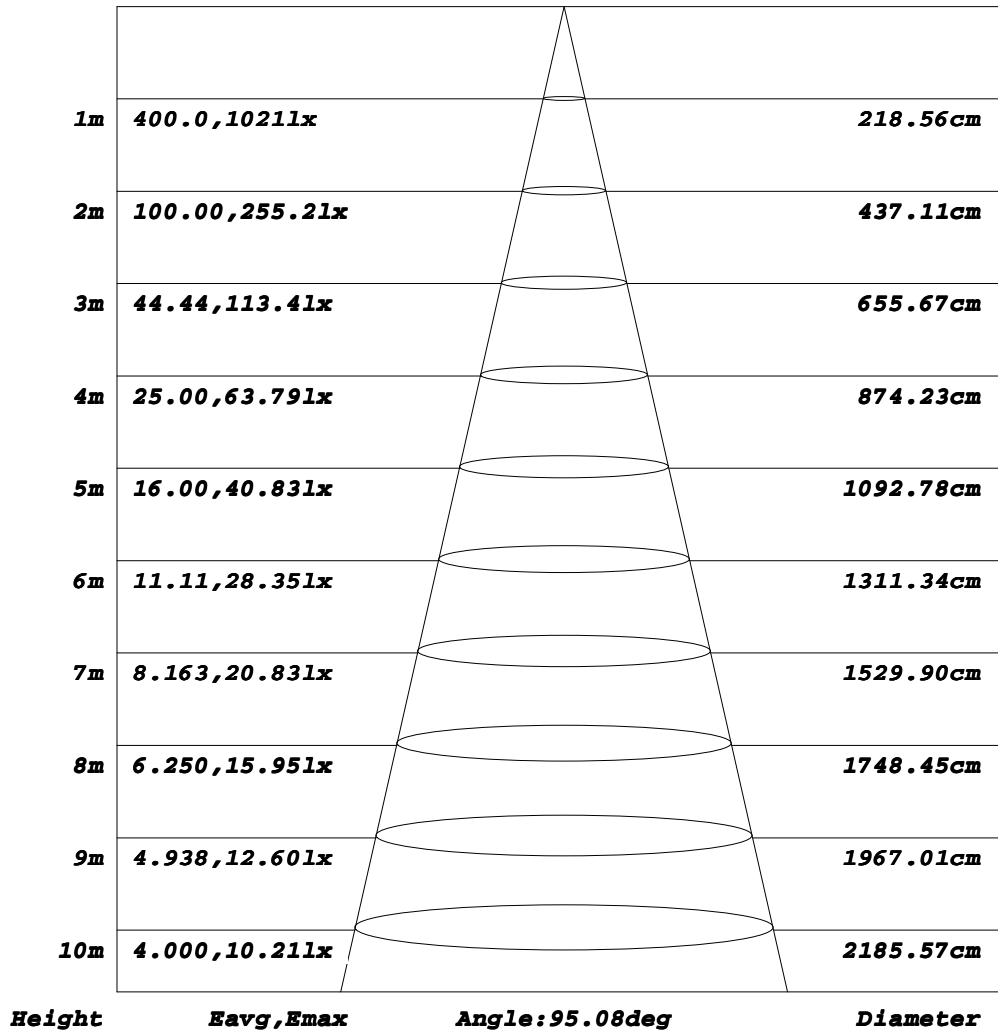 1m 400.0,1021lx 218.56cm
2m 100.00,255.2lx 437.11cm
3m 44.44,113.4lx 655.67cm
4m 25.00,63.79lx 874.23cm
5m 16.00,40.83lx 1092.78cm
6m 11.11,28.35lx 1311.34cm
7m 8.163,20.83lx 1529.90cm
8m 6.250,15.95lx 1748.45cm
9m 4.938,12.60lx 1967.01cm
10m 4.000,10.21lx 2185.57cm
Height Eavg,Emax Angle:95.08deg Diameter